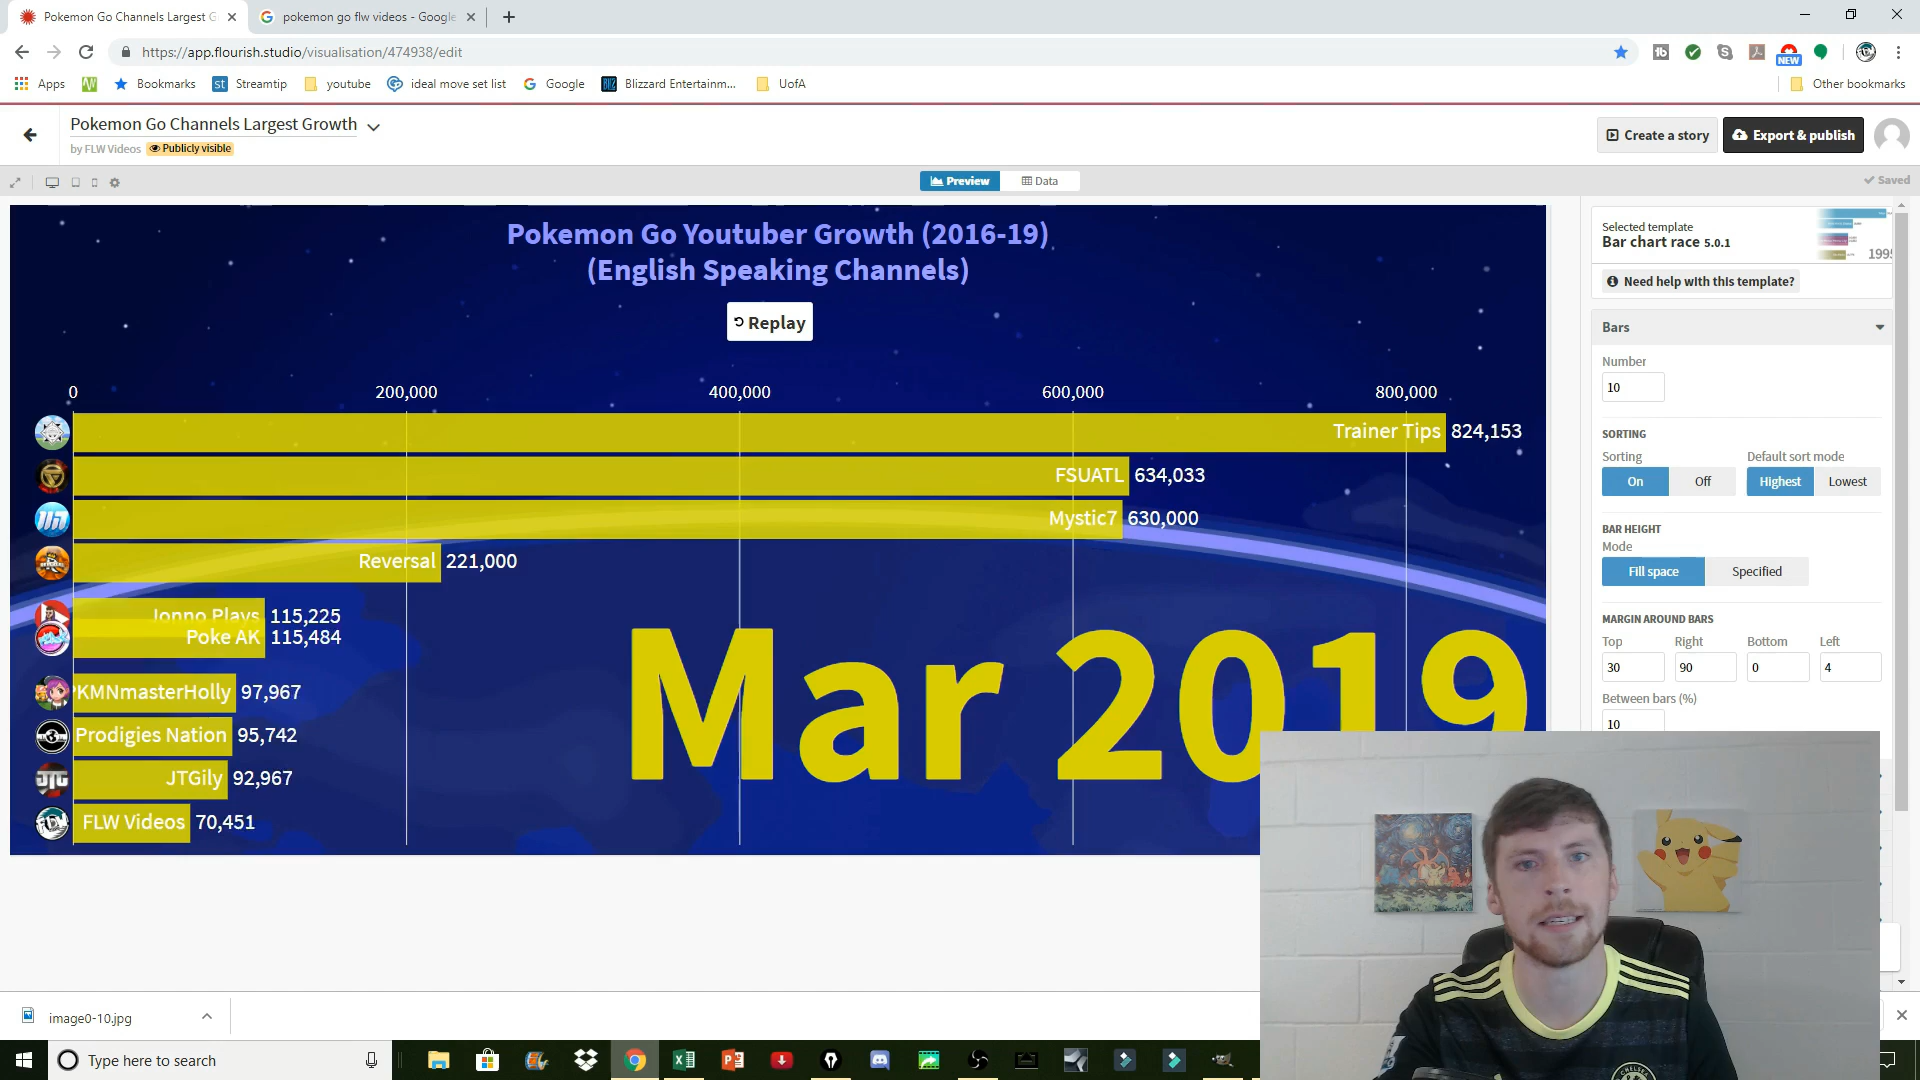 Pokemon Go Channels Largest G
pokemon go flw videos - Google
https://app.flourish.studio/visualisation/474938/edit
NEW
Apps
Bookmarks
st Streamtip
youtube
ideal move set list
Google
Blizzard Entertainm...
UofA
Other bookmarks
Pokemon Go Channels Largest Growth
by FLW Videos
Publicly visible
Create a story
Export & publish
Preview
Data
Saved
Pokemon Go Youtuber Growth (2016-19)
(English Speaking Channels)
Replay
0 200,000 400,000 600,000 800,000
Trainer Tips 824,153
FSUATL 634,033
Mystic7 630,000
Reversal 221,000
Jonno Plays 115,225
Poke AK 115,484
PKMNmasterHolly 97,967
Prodigies Nation 95,742
JTGily 92,967
FLW Videos 70,451
Mar 2019
Selected template
Bar chart race 5.0.1
1995
Need help with this template?
Bars
Number
10
SORTING
Sorting
Default sort mode
On Off
Highest Lowest
BAR HEIGHT
Mode
Fill space Specified
MARGIN AROUND BARS
Top Right Bottom Left
30 90 0 4
Between bars (%)
10
image0-10.jpg
Type here to search